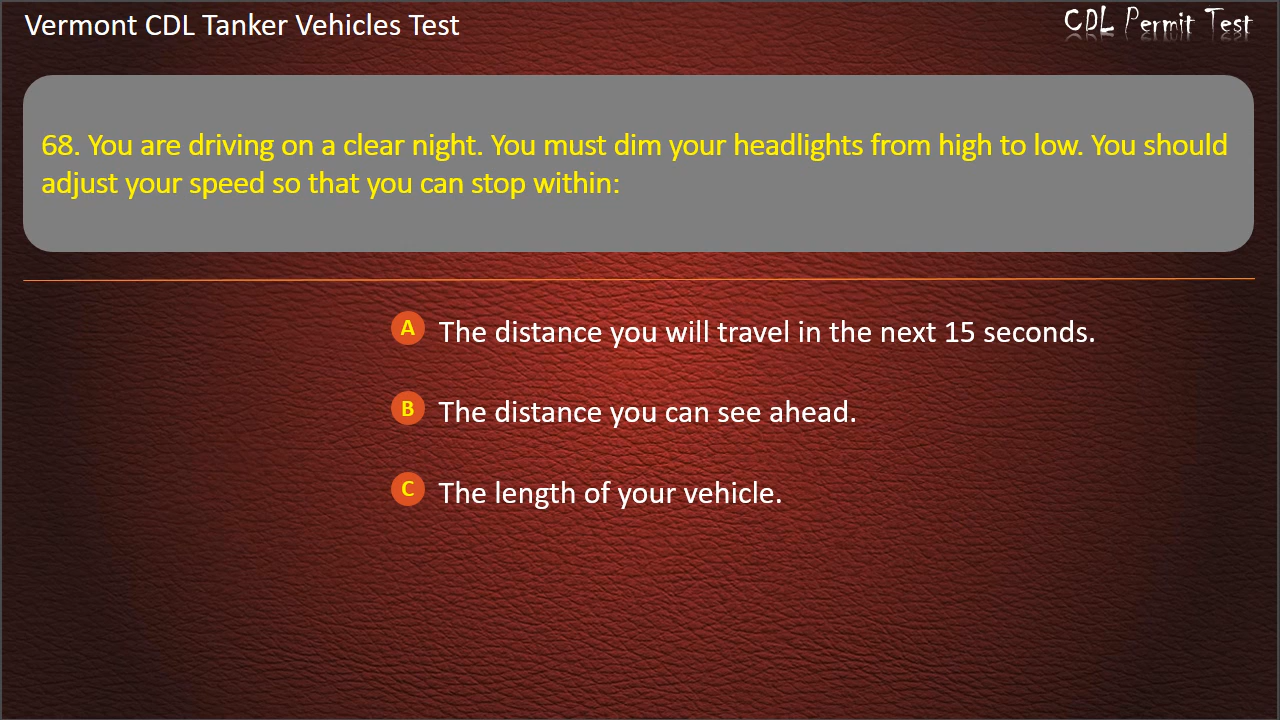 Vermont CDL Tanker Vehicles Test
CDL Permit Test
68. You are driving on a clear night. You must dim your headlights from high to low. You should
adjust your speed so that you can stop within:
A The distance you will travel in the next 15 seconds.
B The distance you can see ahead.
C The length of your vehicle.